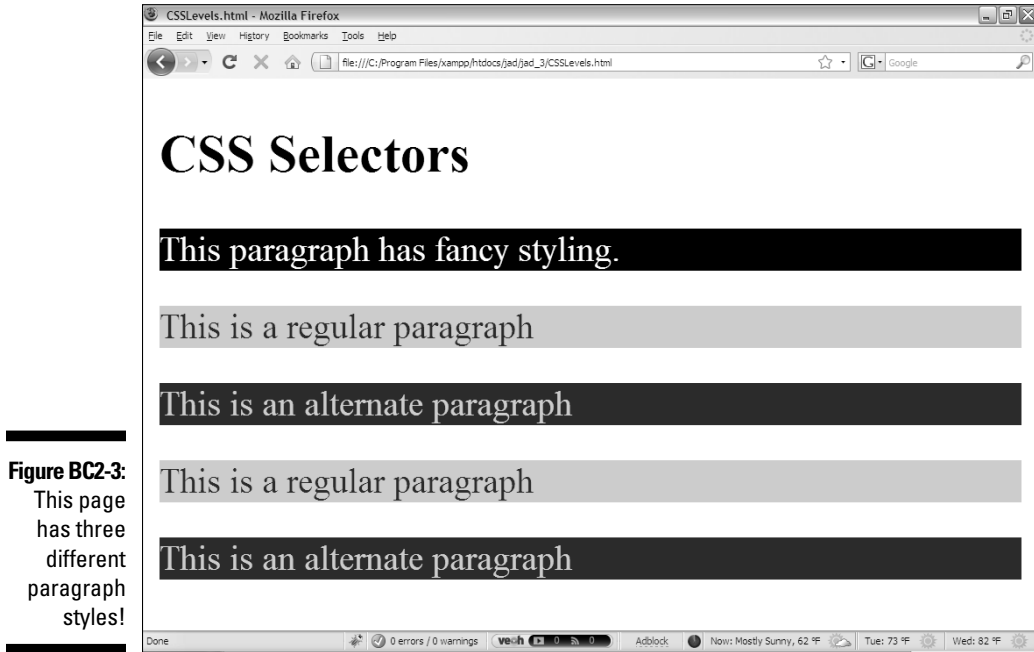 CSSLevels.html - Mozilla Firefox
File Edit View History Bookmarks Tools Help
file:///C:/Program Files/xampp/htdocs/jad/jad_3/CSSLevels.html
G Google
CSS Selectors
This paragraph has fancy styling.
This is a regular paragraph
This is an alternate paragraph
This is a regular paragraph
This is an alternate paragraph
Done 0 errors / 0 warnings veoh 0 0 Adblock Now: Mostly Sunny, 62 °F Tue: 73 °F Wed: 82 °F
Figure BC2-3:
This page
has three
different
paragraph
styles!